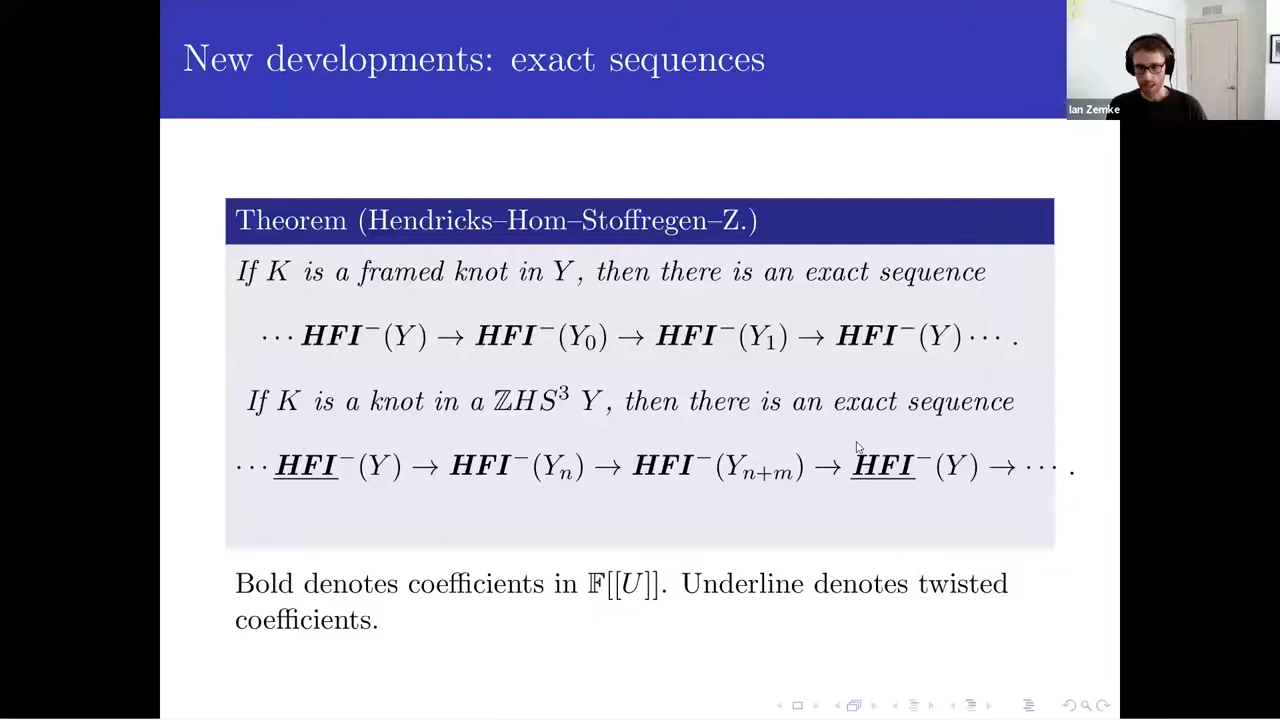 New developments: exact sequences
Ian Zemke
Theorem (Hendricks–Hom–Stoffregen–Z.)
If K is a framed knot in Y, then there is an exact sequence
⋯ HFI⁻(Y) → HFI⁻(Y₀) → HFI⁻(Y₁) → HFI⁻(Y) ⋯ .
If K is a knot in a ℤHS³ Y, then there is an exact sequence
⋯ HFI⁻(Y) → HFI⁻(Yₙ) → HFI⁻(Yₙ₊ₘ) → HFI⁻(Y) → ⋯ .
Bold denotes coefficients in 𝔽[[U]]. Underline denotes twisted
coefficients.